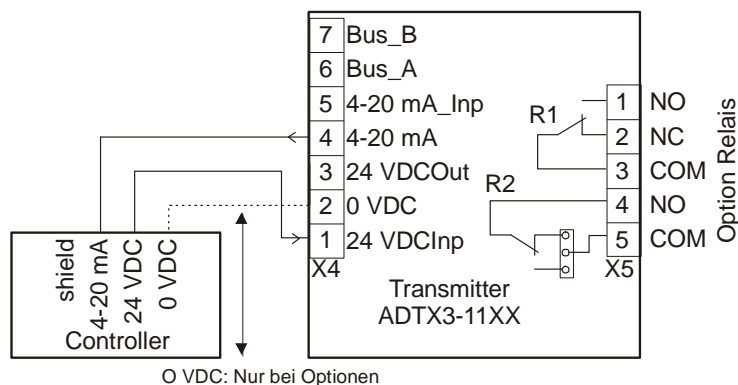 7 Bus_B
6 Bus_A
5 4-20 mA_Inp
4 4-20 mA
3 24 VDCOut
2 0 VDC
1 24 VDCInp
X4
R1
R2
1 NO
2 NC
3 COM
4 NO
5 COM
X5
Option Relais
Transmitter
ADTX3-11XX
shield
4-20 mA
24 VDC
0 VDC
Controller
O VDC: Nur bei Optionen